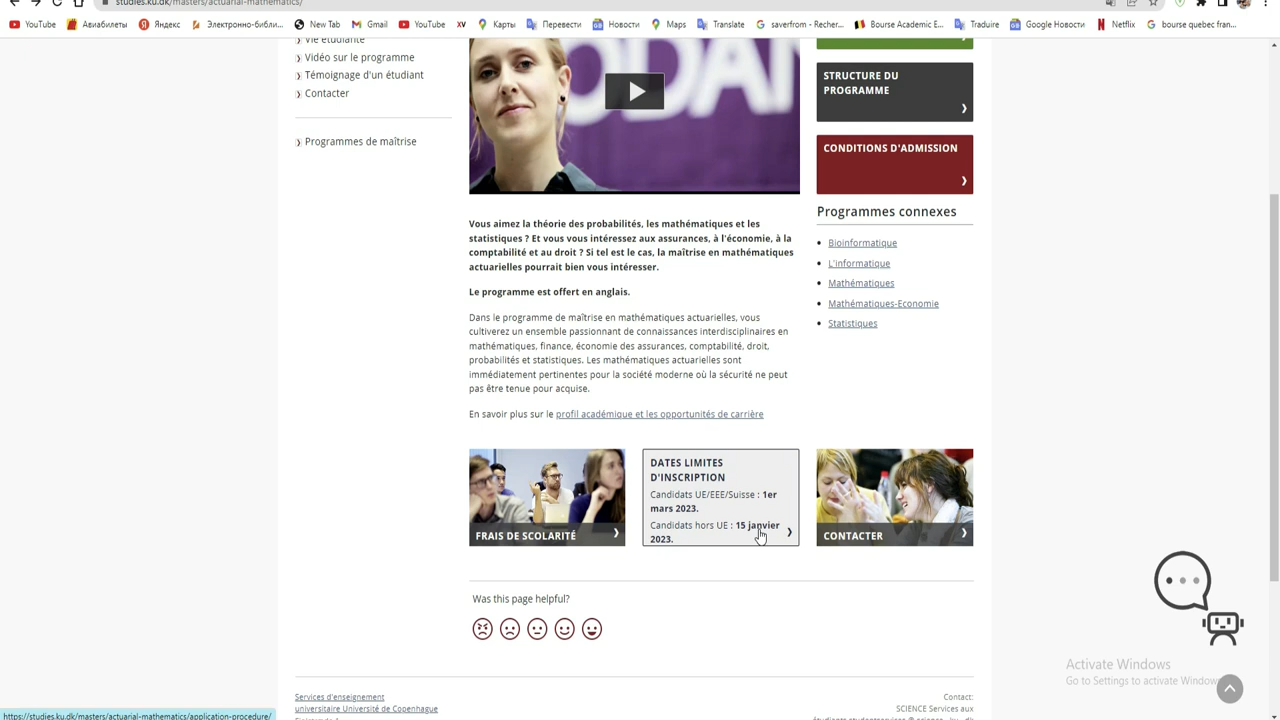 studies.ku.dk/masters/actuarial-mathematics/
YouTube Авиабилеты Яндекс Электронно-библи... New Tab Gmail YouTube Карты Перевести Новости Maps Translate saverfrom - Recher... Bourse Academic E... Traduire Google Новости Netflix bourse quebec fran...
Vie étudiante
Vidéo sur le programme
Témoignage d'un étudiant
Contacter
Programmes de maîtrise
STRUCTURE DU
PROGRAMME
CONDITIONS D'ADMISSION
Programmes connexes
Bioinformatique
L'informatique
Mathématiques
Mathématiques-Economie
Statistiques
Vous aimez la théorie des probabilités, les mathématiques et les
statistiques ? Et vous vous intéressez aux assurances, à l'économie, à la
comptabilité et au droit ? Si tel est le cas, la maîtrise en mathématiques
actuarielles pourrait bien vous intéresser.
Le programme est offert en anglais.
Dans le programme de maîtrise en mathématiques actuarielles, vous
cultiverez un ensemble passionnant de connaissances interdisciplinaires en
mathématiques, finance, économie des assurances, comptabilité, droit,
probabilités et statistiques. Les mathématiques actuarielles sont
immédiatement pertinentes pour la société moderne où la sécurité ne peut
pas être tenue pour acquise.
En savoir plus sur le profil académique et les opportunités de carrière
FRAIS DE SCOLARITÉ
DATES LIMITES
D'INSCRIPTION
Candidats UE/EEE/Suisse : 1er
mars 2023.
Candidats hors UE : 15 janvier
2023.
CONTACTER
Was this page helpful?
Activate Windows
Go to Settings to activate Windows
Services d'enseignement
universitaire Université de Copenhague
Contact:
SCIENCE Services aux
https://studies.ku.dk/masters/actuarial-mathematics/application-procedure/